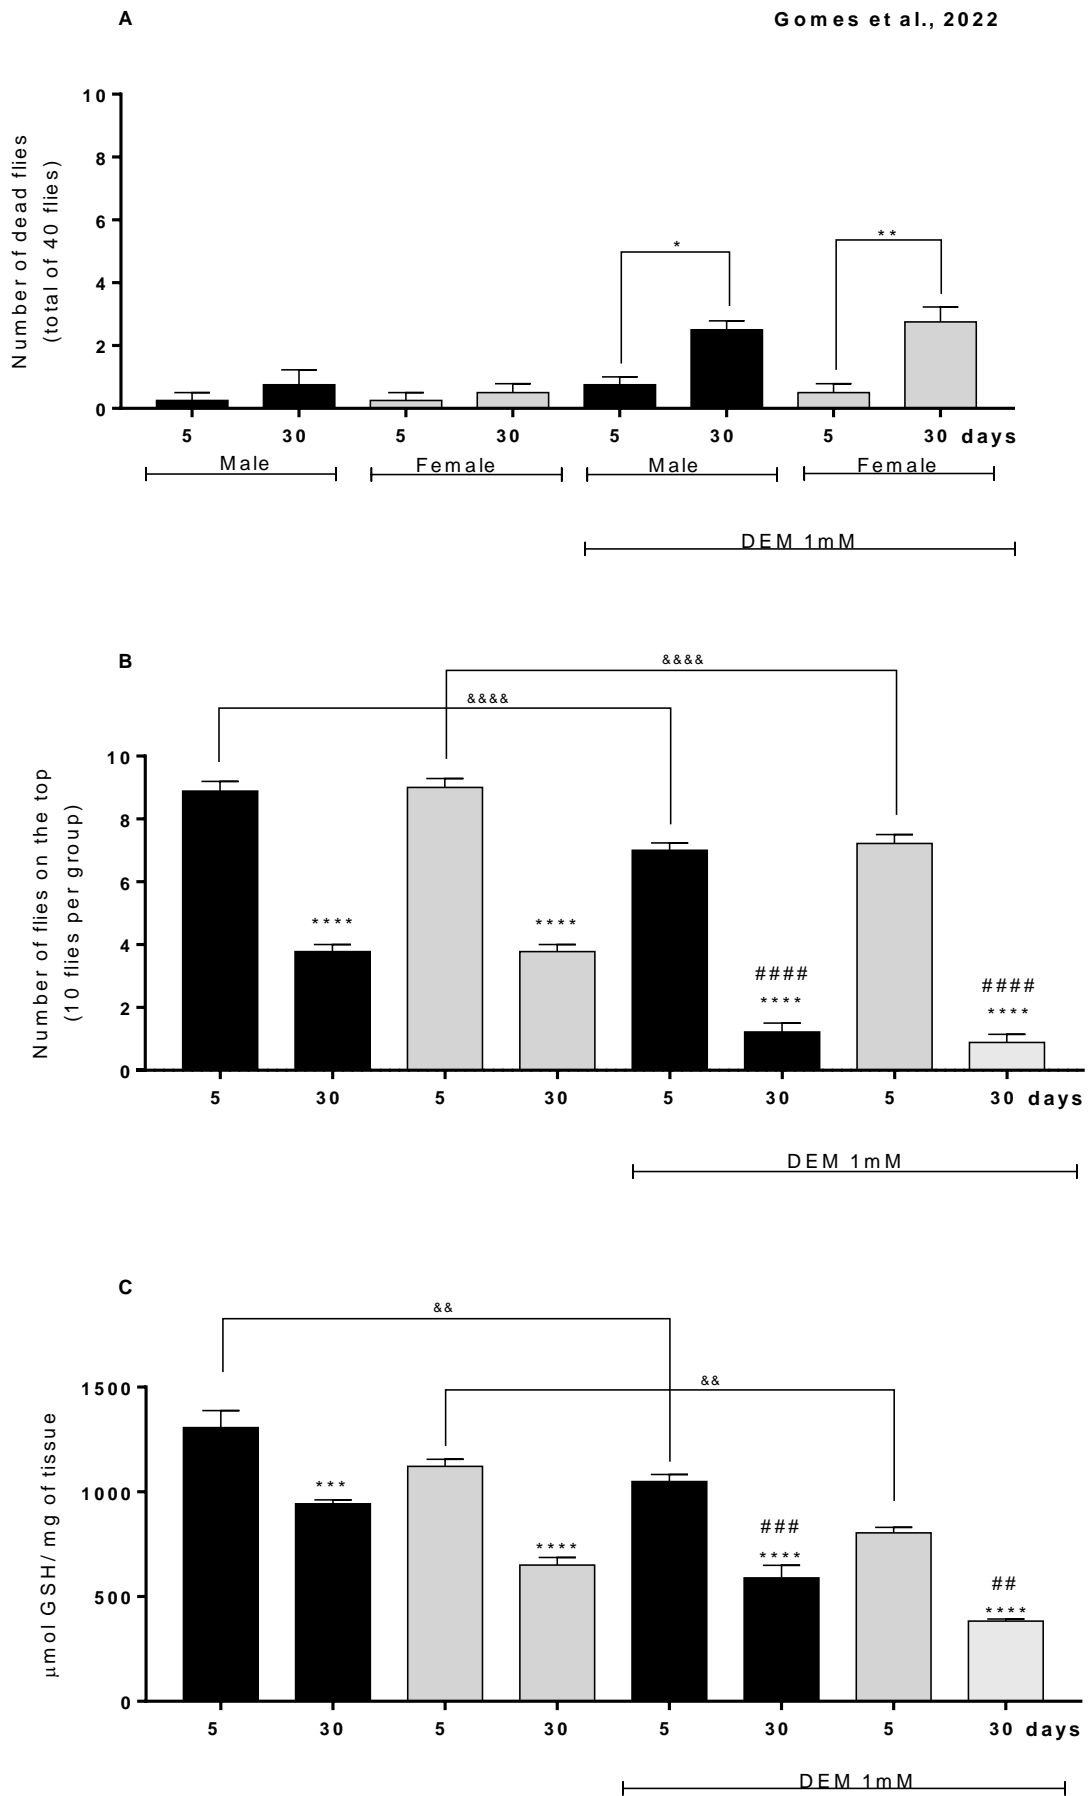 A
Gomes et al., 2022
Number of dead flies
(total of 40 flies)
10
8
6
4
2
0
*
**
5 30 5 30 5 30 5 30 days
Male Female Male Female
DEM 1mM
B
&&&&
&&&&
Number of flies on the top
(10 flies per group)
10
8
6
4
2
0
**** ****
#### ####
**** ****
5 30 5 30 5 30 5 30 days
DEM 1mM
C
&&
&&
µmol GSH/ mg of tissue
1500
1000
500
0
***
****
###
****
##
****
5 30 5 30 5 30 5 30 days
DEM 1mM